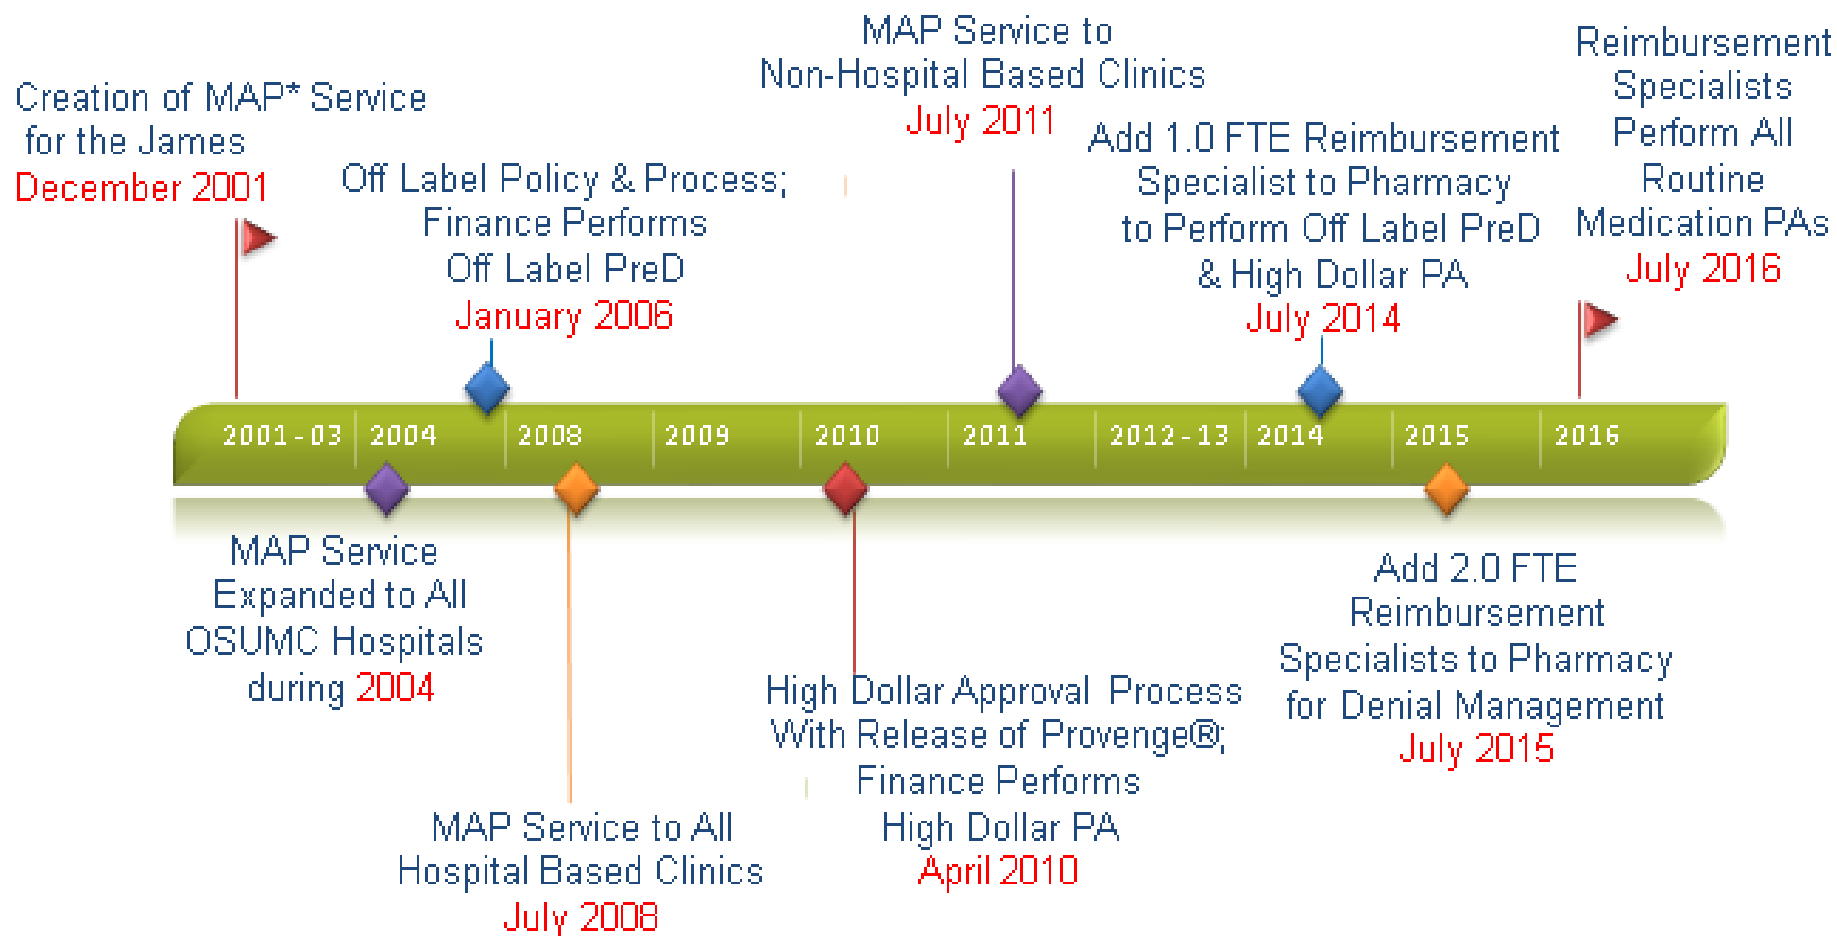 Creation of MAP* Service
for the James
December 2001
Off Label Policy & Process;
Finance Performs
Off Label PreD
January 2006
MAP Service to
Non-Hospital Based Clinics
July 2011
Add 1.0 FTE Reimbursement
Specialist to Pharmacy
to Perform Off Label PreD
& High Dollar PA
July 2014
Reimbursement
Specialists
Perform All
Routine
Medication PAs
July 2016
2001-03
2004
2008
2009
2010
2011
2012-13
2014
2015
2016
MAP Service
Expanded to All
OSUMC Hospitals
during 2004
MAP Service to All
Hospital Based Clinics
July 2008
High Dollar Approval Process
With Release of Provenge®;
Finance Performs
High Dollar PA
April 2010
Add 2.0 FTE
Reimbursement
Specialists to Pharmacy
for Denial Management
July 2015